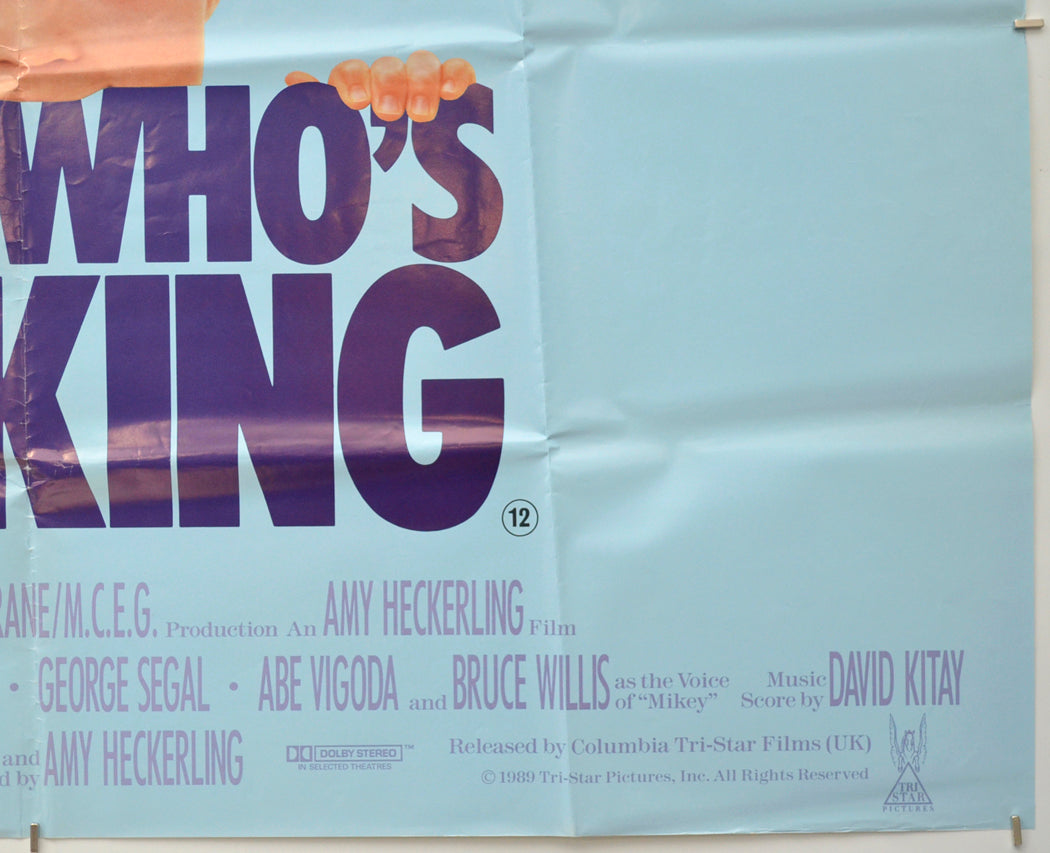 WHO'S
KING
12
RANE/M.C.E.G. Production An AMY HECKERLING Film
• GEORGE SEGAL • ABE VIGODA and BRUCE WILLIS as the Voice of "Mikey" Music Score by DAVID KITAY
and
d by AMY HECKERLING
DOLBY STEREO™
IN SELECTED THEATRES
Released by Columbia Tri-Star Films (UK)
© 1989 Tri-Star Pictures, Inc. All Rights Reserved
TRI
STAR
PICTURES